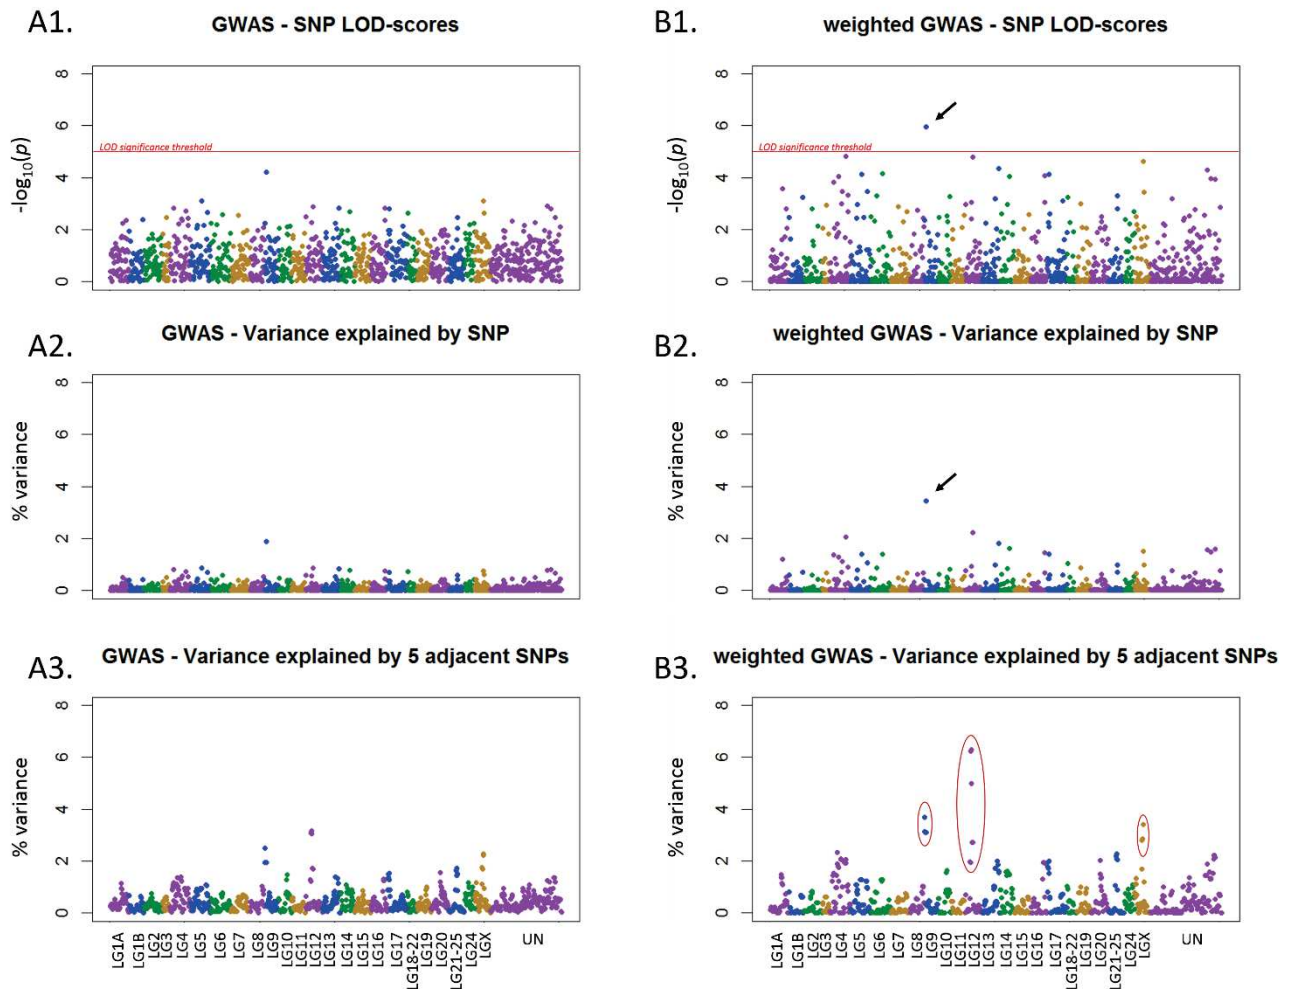 A1.
GWAS - SNP LOD-scores
8
6
4
2
0
-log10(p)
LOD significance threshold
B1.
weighted GWAS - SNP LOD-scores
8
6
4
2
0
-log10(p)
LOD significance threshold
A2.
GWAS - Variance explained by SNP
8
6
4
2
0
% variance
B2.
weighted GWAS - Variance explained by SNP
8
6
4
2
0
% variance
A3.
GWAS - Variance explained by 5 adjacent SNPs
8
6
4
2
0
% variance
LG1A
LG1B
LG2
LG3
LG4
LG5
LG6
LG7
LG8
LG9
LG10
LG11
LG12
LG13
LG14
LG15
LG16
LG17
LG18-22
LG19
LG20
LG21-25
LG24
LGX
UN
B3.
weighted GWAS - Variance explained by 5 adjacent SNPs
8
6
4
2
0
% variance
LG1A
LG1B
LG2
LG3
LG4
LG5
LG6
LG7
LG8
LG9
LG10
LG11
LG12
LG13
LG14
LG15
LG16
LG17
LG18-22
LG19
LG20
LG21-25
LG24
LGX
UN